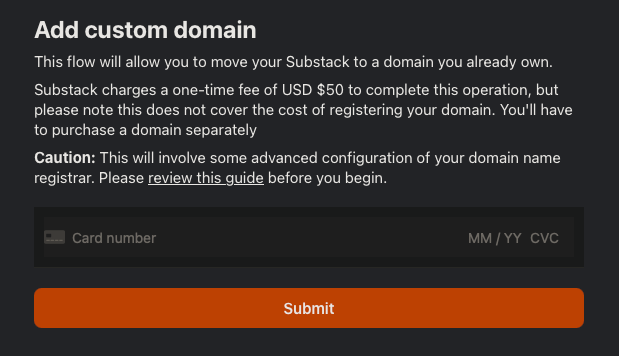 Add custom domain
This flow will allow you to move your Substack to a domain you already own.
Substack charges a one-time fee of USD $50 to complete this operation, but
please note this does not cover the cost of registering your domain. You'll have
to purchase a domain separately
Caution: This will involve some advanced configuration of your domain name
registrar. Please review this guide before you begin.
Card number MM / YY CVC
Submit